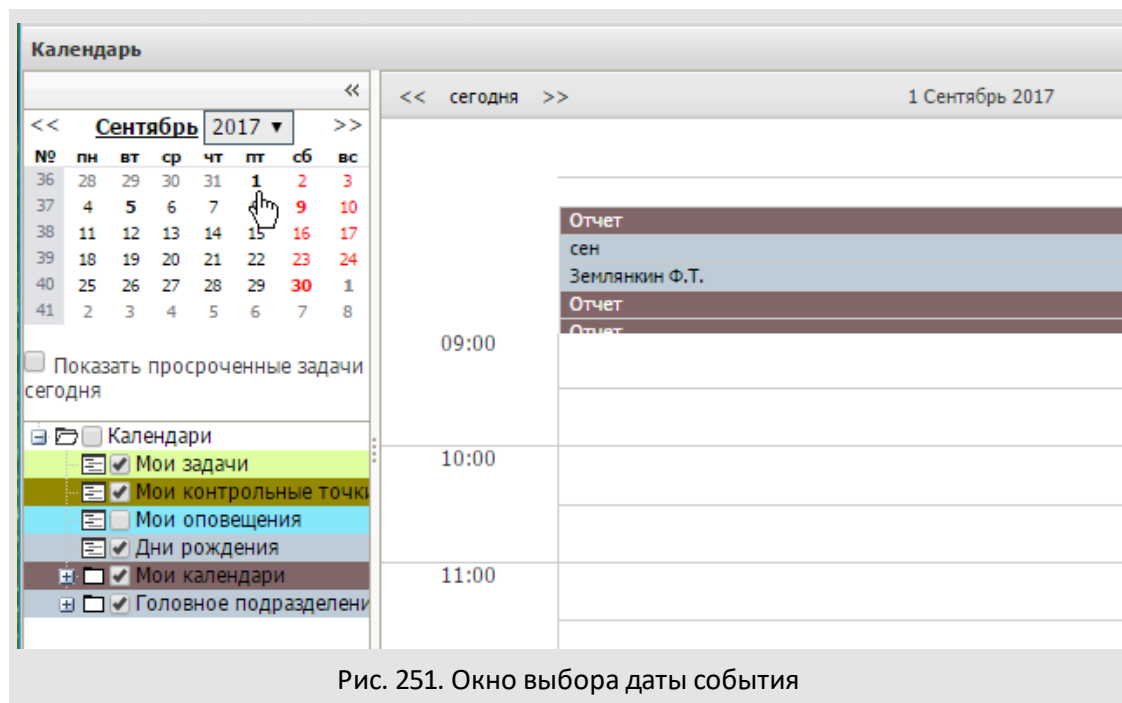 Календарь
«
<< сегодня >> 1 Сентябрь 2017
<< Сентябрь 2017 ▼ >>
№ пн вт ср чт пт сб вс
36 28 29 30 31 1 2 3
37 4 5 6 7 9 10
38 11 12 13 14 15 16 17
39 18 19 20 21 22 23 24
40 25 26 27 28 29 30 1
41 2 3 4 5 6 7 8
Показать просроченные задачи
сегодня
Календари
Мои задачи
Мои контрольные точки
Мои оповещения
Дни рождения
Мои календари
Головное подразделени
Отчет
сен
Землянкин Ф.Т.
Отчет
Отчет
09:00
10:00
11:00
Рис. 251. Окно выбора даты события